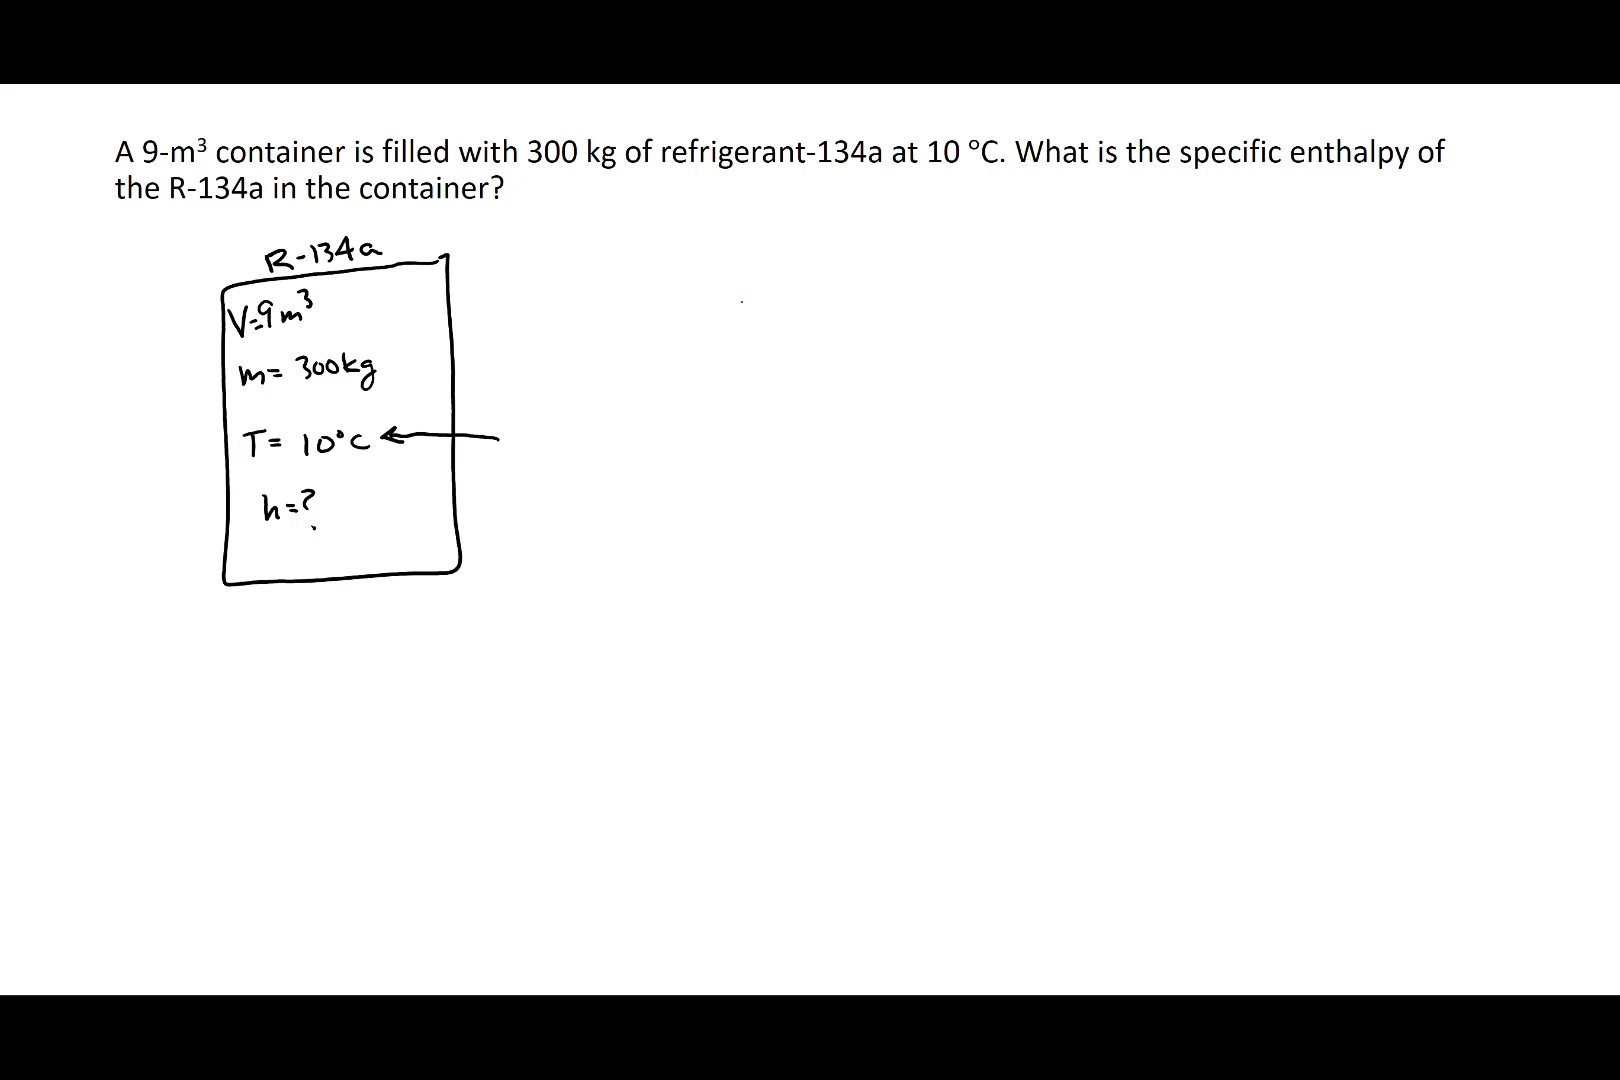 A 9-m³ container is filled with 300 kg of refrigerant-134a at 10 °C. What is the specific enthalpy of
the R-134a in the container?
R-134a
V=9m³
m= 300kg
T= 10°C
h=?